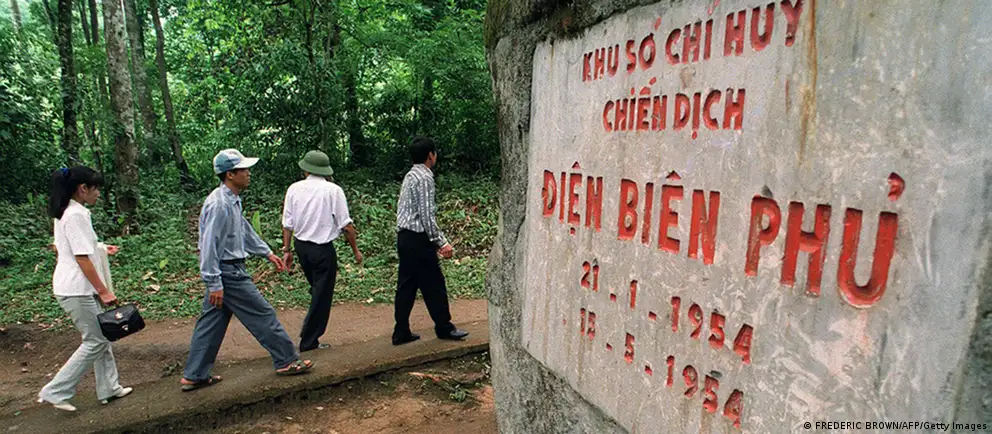 KHU SỞ CHỈ HUY
CHIẾN DỊCH
ĐIỆN BIÊN PHỦ
21 - 1 - 1954
15 - 5 - 1954
© FREDERIC BROWN/AFP/Getty Images